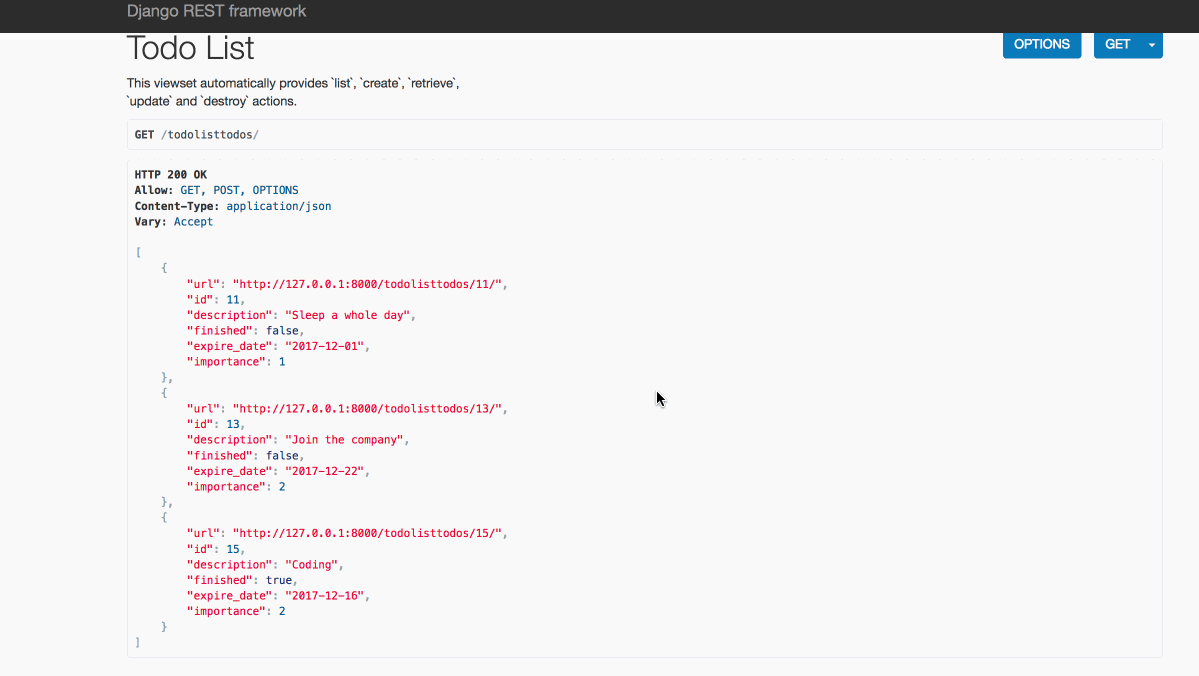 Django REST framework
Todo List
OPTIONS
GET
This viewset automatically provides `list`, `create`, `retrieve`,
`update` and `destroy` actions.
GET /todolisttodos/
HTTP 200 OK
Allow: GET, POST, OPTIONS
Content-Type: application/json
Vary: Accept
[
    {
        "url": "http://127.0.0.1:8000/todolisttodos/11/",
        "id": 11,
        "description": "Sleep a whole day",
        "finished": false,
        "expire_date": "2017-12-01",
        "importance": 1
    },
    {
        "url": "http://127.0.0.1:8000/todolisttodos/13/",
        "id": 13,
        "description": "Join the company",
        "finished": false,
        "expire_date": "2017-12-22",
        "importance": 2
    },
    {
        "url": "http://127.0.0.1:8000/todolisttodos/15/",
        "id": 15,
        "description": "Coding",
        "finished": true,
        "expire_date": "2017-12-16",
        "importance": 2
    }
]